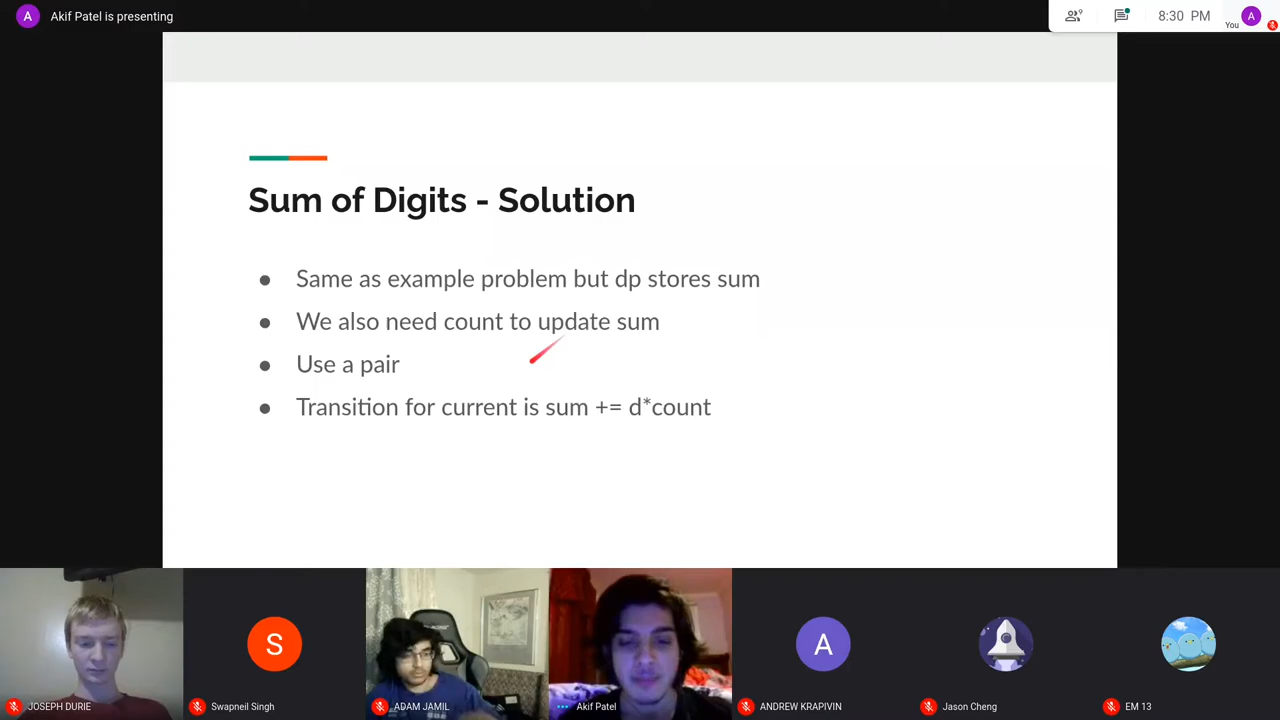 A Akif Patel is presenting
9
8:30 PM
You
A
Sum of Digits - Solution
● Same as example problem but dp stores sum
● We also need count to update sum
● Use a pair
● Transition for current is sum += d*count
S
A
JOSEPH DURIE
Swapneil Singh
ADAM JAMIL
Akif Patel
ANDREW KRAPIVIN
Jason Cheng
EM 13